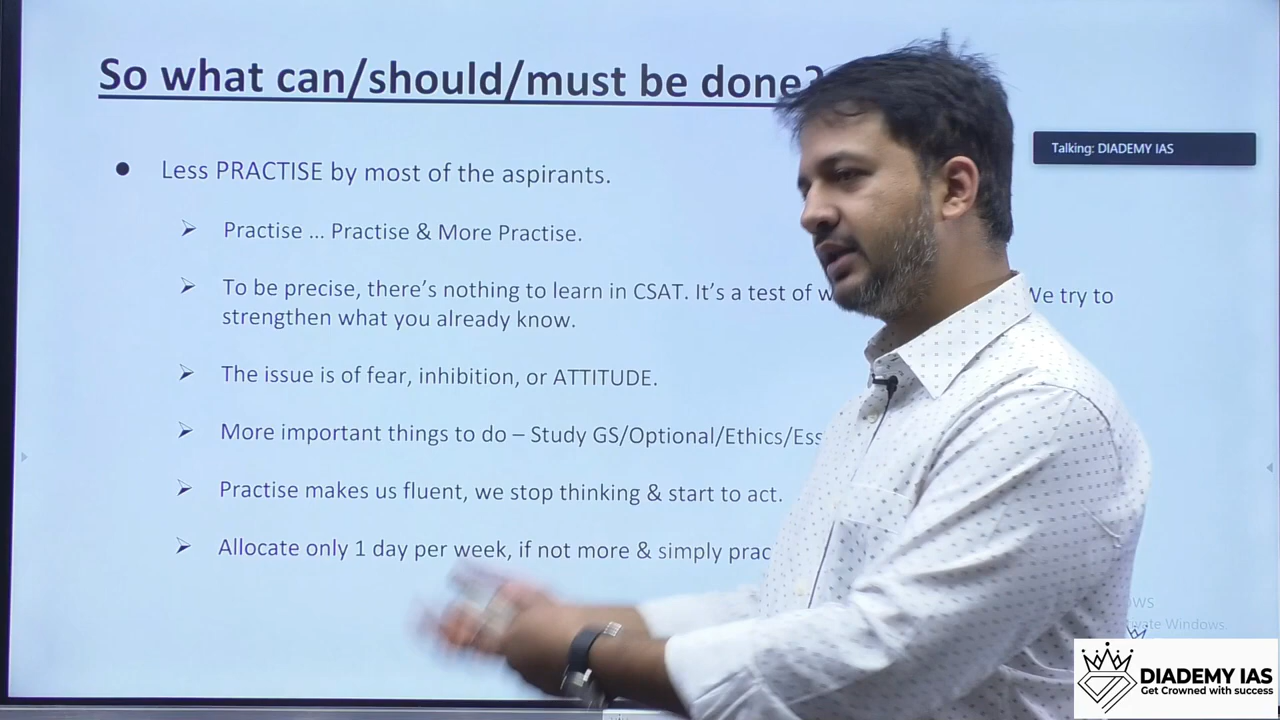 So what can/should/must be done?
Talking: DIADEMY IAS
Less PRACTISE by most of the aspirants.
Practise ... Practise & More Practise.
To be precise, there's nothing to learn in CSAT. It's a test of We try to
strengthen what you already know.
The issue is of fear, inhibition, or ATTITUDE.
More important things to do – Study GS/Optional/Ethics/Ess
Practise makes us fluent, we stop thinking & start to act.
Allocate only 1 day per week, if not more & simply prac
Windows.
DIADEMY IAS
Get Crowned with success